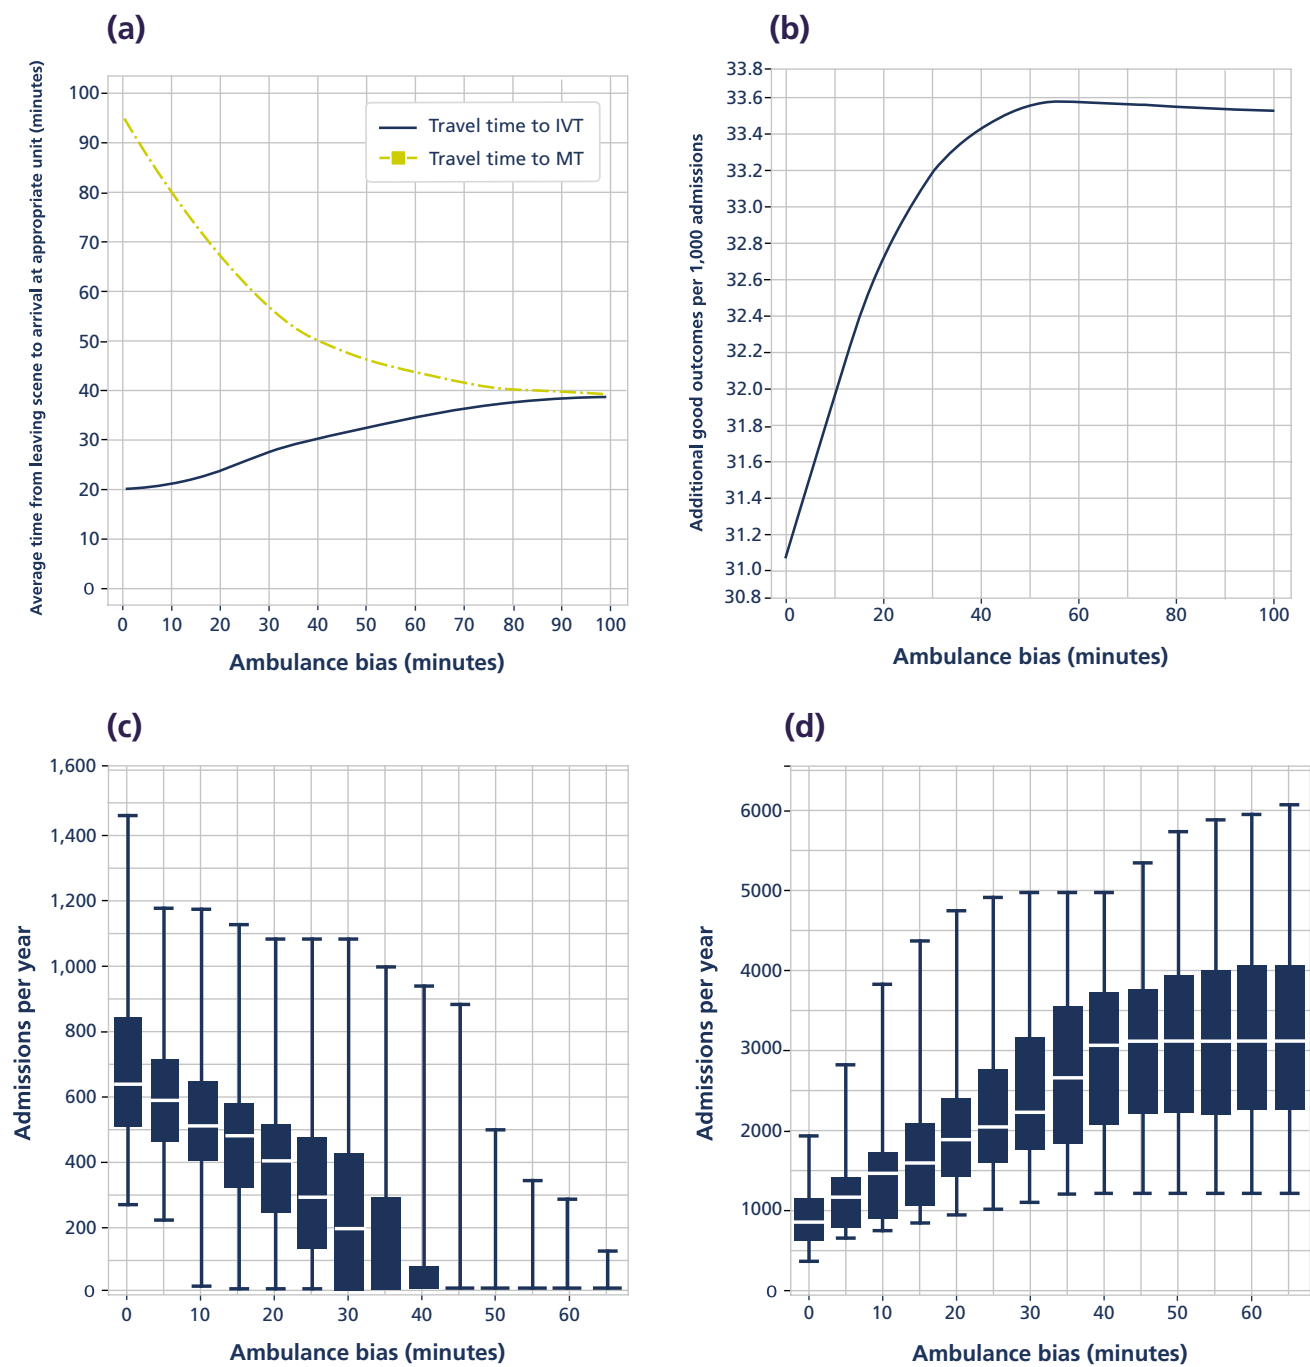 (a)
Average time from leaving scene to arrival at appropriate unit (minutes)
100
90
80
70
60
50
40
30
20
10
0
Travel time to IVT
Travel time to MT
0 10 20 30 40 50 60 70 80 90 100
Ambulance bias (minutes)
(b)
Additional good outcomes per 1,000 admissions
33.8
33.6
33.4
33.2
33.0
32.8
32.6
32.4
32.2
32.0
31.8
31.6
31.4
31.2
31.0
30.8
0 20 40 60 80 100
Ambulance bias (minutes)
(c)
Admissions per year
1,600
1,400
1,200
1,000
800
600
400
200
0
0 10 20 30 40 50 60
Ambulance bias (minutes)
(d)
Admissions per year
6000
5000
4000
3000
2000
1000
0
0 10 20 30 40 50 60
Ambulance bias (minutes)